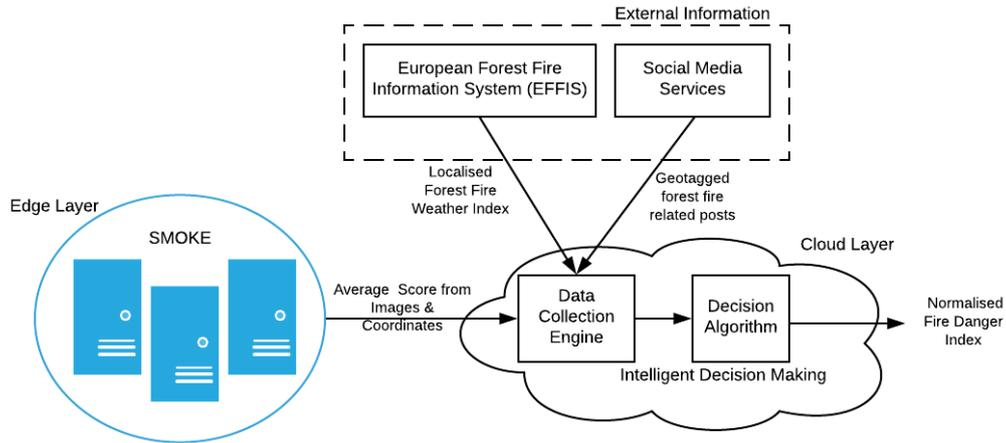 External Information
European Forest Fire
Information System (EFFIS)
Social Media
Services
Localised
Forest Fire
Weather Index
Geotagged
forest fire
related posts
Edge Layer
SMOKE
Average Score from
Images &
Coordinates
Cloud Layer
Data
Collection
Engine
Decision
Algorithm
Intelligent Decision Making
Normalised
Fire Danger
Index